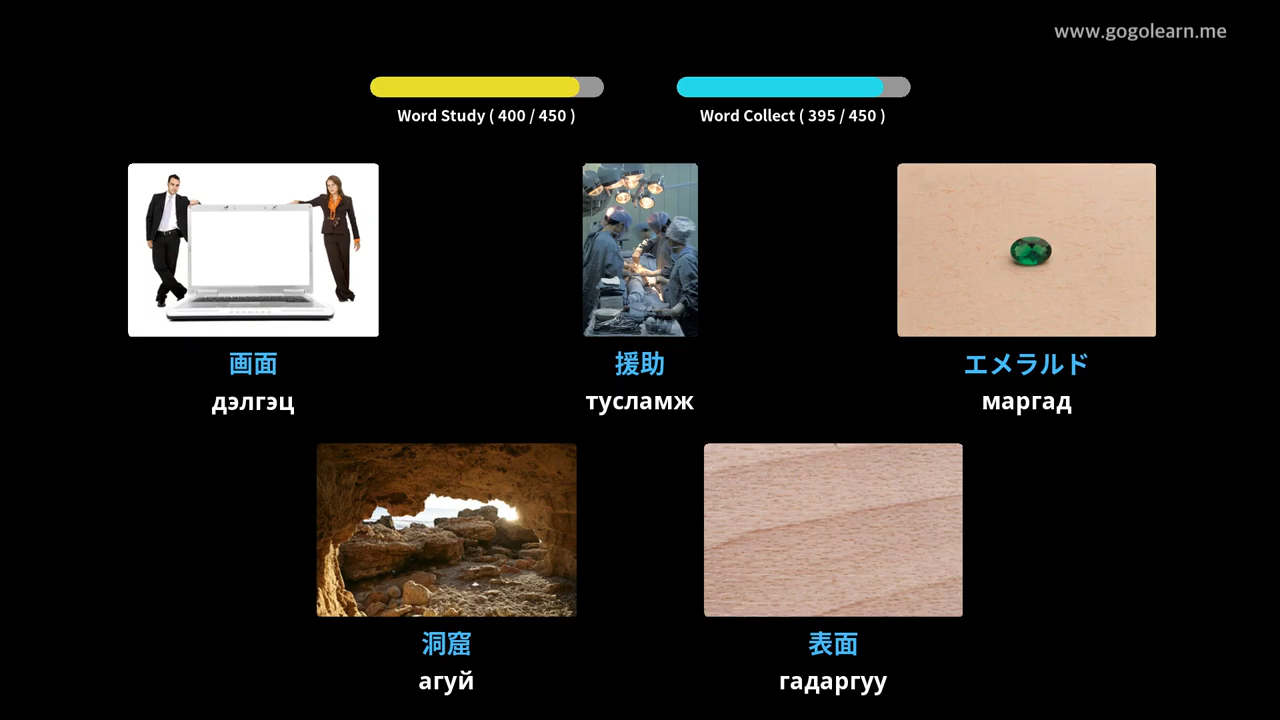 www.gogolearn.me
Word Study ( 400 / 450 )
Word Collect ( 395 / 450 )
画面
дэлгэц
援助
тусламж
エメラルド
маргад
洞窟
агуй
表面
гадаргуу